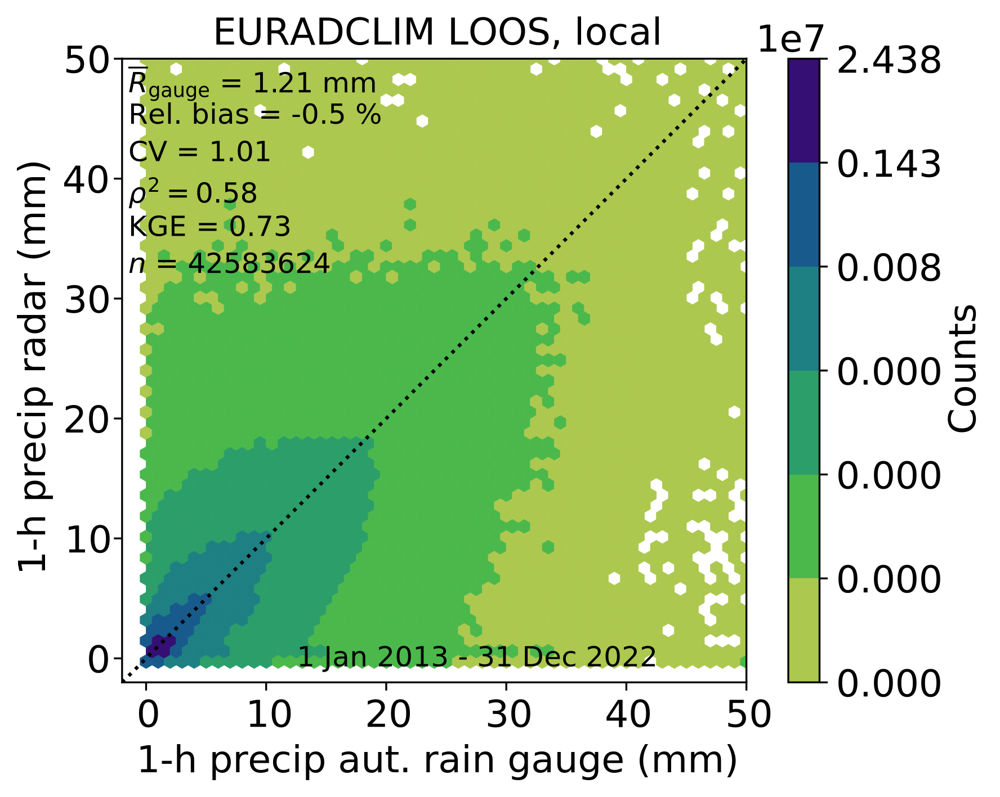 EURADCLIM LOOS, local
1e7
R̅gauge = 1.21 mm
Rel. bias = -0.5 %
CV = 1.01
ρ² = 0.58
KGE = 0.73
n = 42583624
1 Jan 2013 - 31 Dec 2022
50
40
30
20
10
0
1-h precip radar (mm)
0 10 20 30 40 50
1-h precip aut. rain gauge (mm)
2.438
0.143
0.008
0.000
0.000
0.000
0.000
Counts